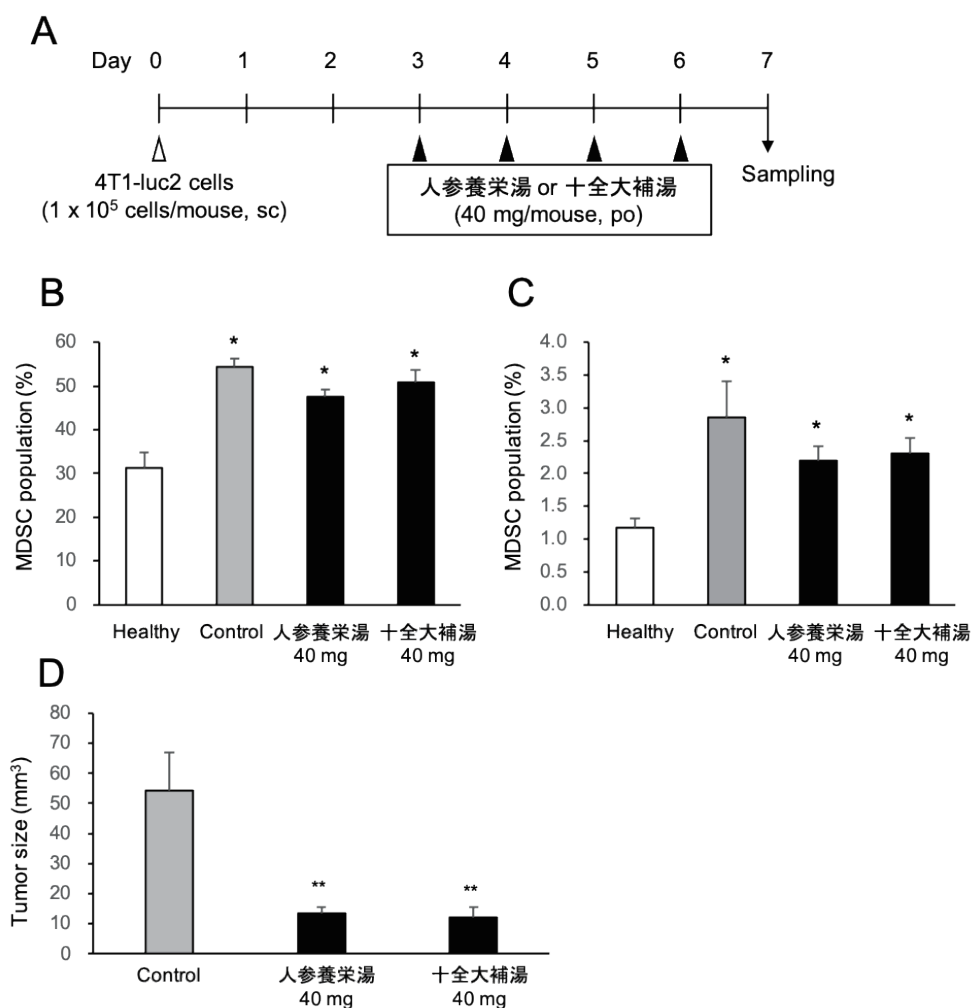 A
Day 0 1 2 3 4 5 6 7
4T1-luc2 cells
(1 x 10⁵ cells/mouse, sc)
人参養栄湯 or 十全大補湯
(40 mg/mouse, po)
Sampling
B
MDSC population (%)
60
50
40
30
20
10
0
*
*
*
Healthy Control 人参養栄湯 十全大補湯
40 mg 40 mg
C
MDSC population (%)
4.0
3.5
3.0
2.5
2.0
1.5
1.0
0.5
0.0
*
*
*
Healthy Control 人参養栄湯 十全大補湯
40 mg 40 mg
D
Tumor size (mm³)
80
70
60
50
40
30
20
10
0
**
**
Control 人参養栄湯 十全大補湯
40 mg 40 mg